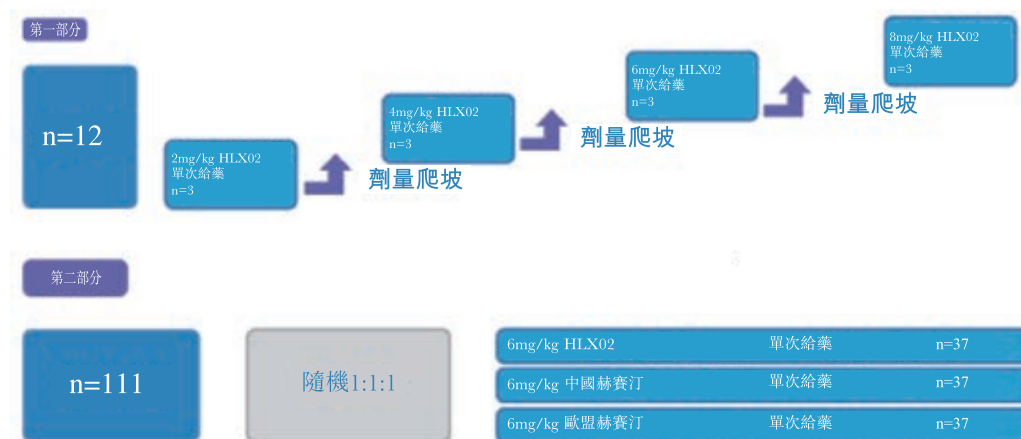 第一部分
n=12
2mg/kg HLX02
單次給藥
n=3
劑量爬坡
4mg/kg HLX02
單次給藥
n=3
劑量爬坡
6mg/kg HLX02
單次給藥
n=3
劑量爬坡
8mg/kg HLX02
單次給藥
n=3
第二部分
n=111
隨機1:1:1
6mg/kg HLX02 單次給藥 n=37
6mg/kg 中國赫賽汀 單次給藥 n=37
6mg/kg 歐盟赫賽汀 單次給藥 n=37